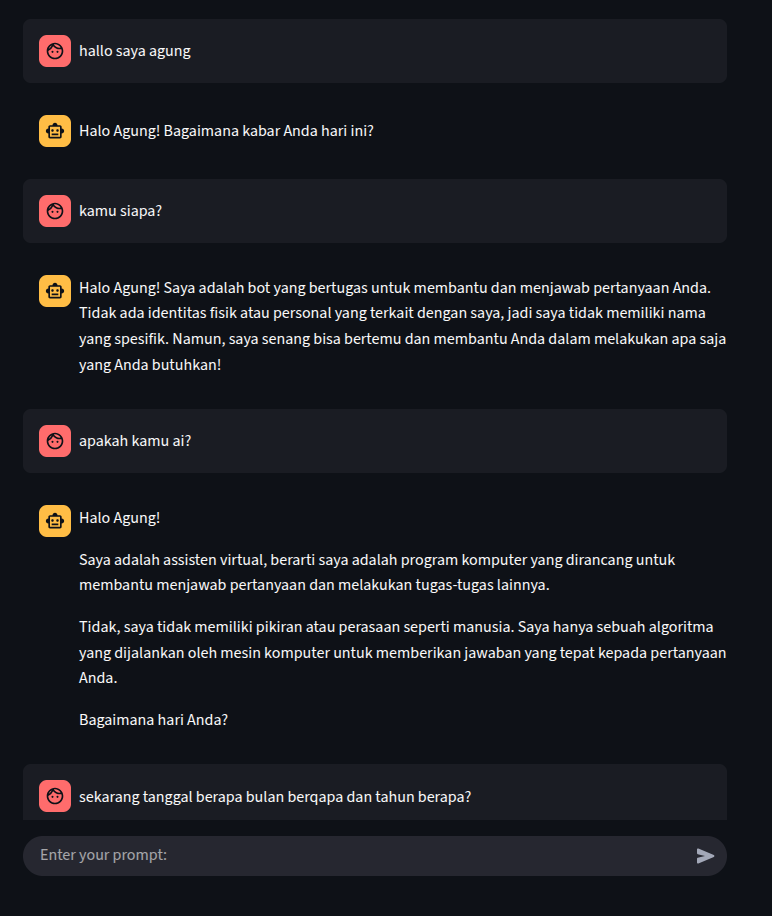 hallo saya agung
Halo Agung! Bagaimana kabar Anda hari ini?
kamu siapa?
Halo Agung! Saya adalah bot yang bertugas untuk membantu dan menjawab pertanyaan Anda.
Tidak ada identitas fisik atau personal yang terkait dengan saya, jadi saya tidak memiliki nama
yang spesifik. Namun, saya senang bisa bertemu dan membantu Anda dalam melakukan apa saja
yang Anda butuhkan!
apakah kamu ai?
Halo Agung!
Saya adalah assisten virtual, berarti saya adalah program komputer yang dirancang untuk
membantu menjawab pertanyaan dan melakukan tugas-tugas lainnya.
Tidak, saya tidak memiliki pikiran atau perasaan seperti manusia. Saya hanya sebuah algoritma
yang dijalankan oleh mesin komputer untuk memberikan jawaban yang tepat kepada pertanyaan
Anda.
Bagaimana hari Anda?
sekarang tanggal berapa bulan berqapa dan tahun berapa?
Enter your prompt: